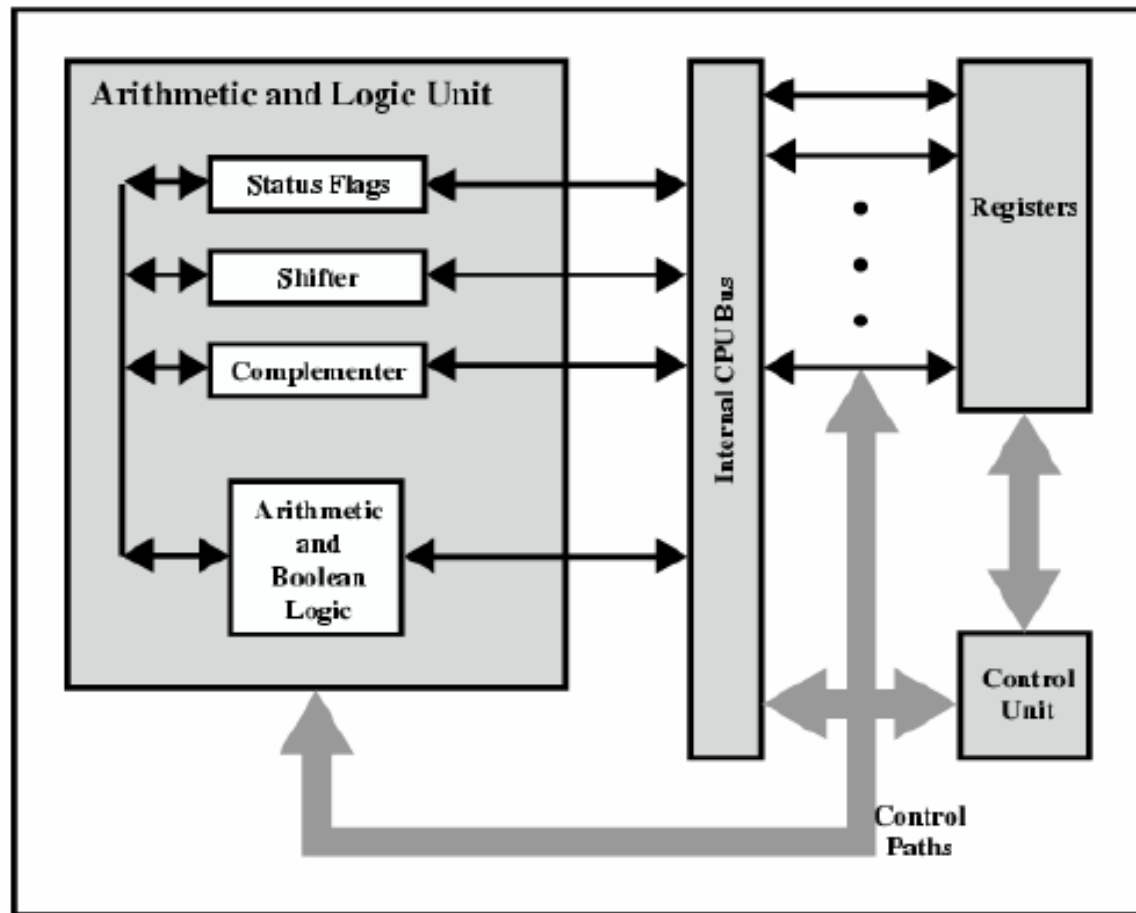 Arithmetic and Logic Unit
Status Flags
Shifter
Complementer
Arithmetic
and
Boolean
Logic
Internal CPU Bus
Registers
Control
Unit
Control
Paths